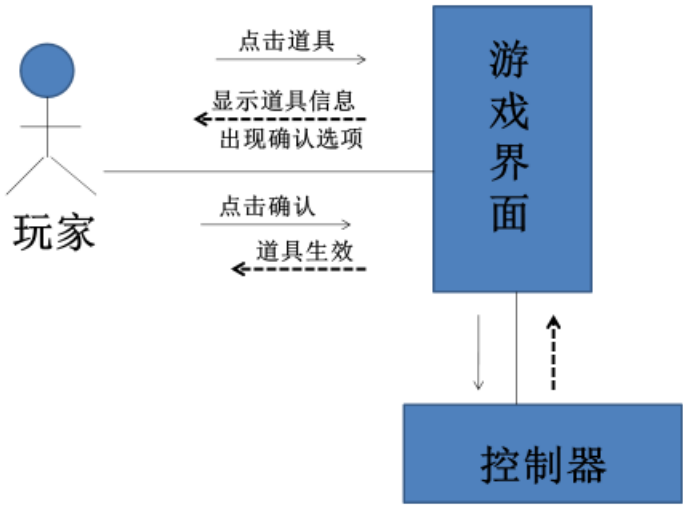 点击道具
显示道具信息
出现确认选项
点击确认
道具生效
玩家
游戏界面
控制器